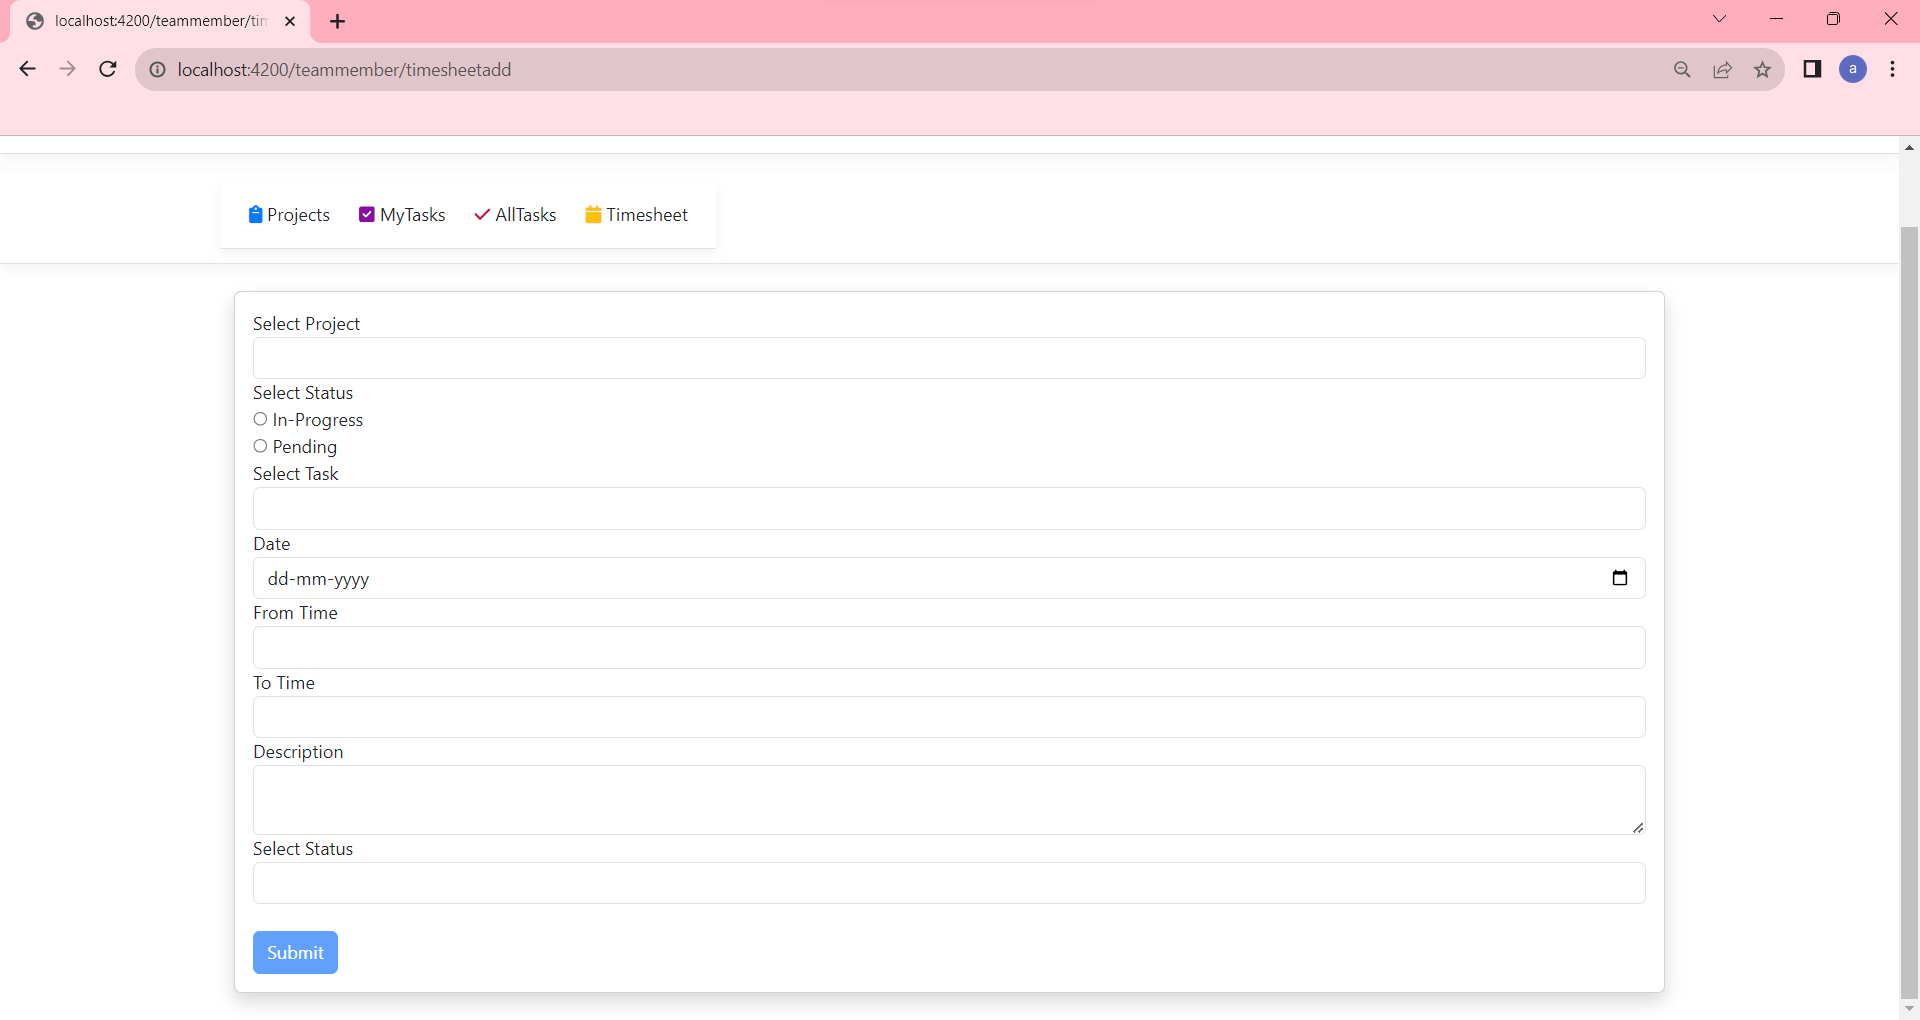 localhost:4200/teammember/tim
localhost:4200/teammember/timesheetadd
a
Projects MyTasks AllTasks Timesheet
Select Project
Select Status
In-Progress
Pending
Select Task
Date
dd-mm-yyyy
From Time
To Time
Description
Select Status
Submit